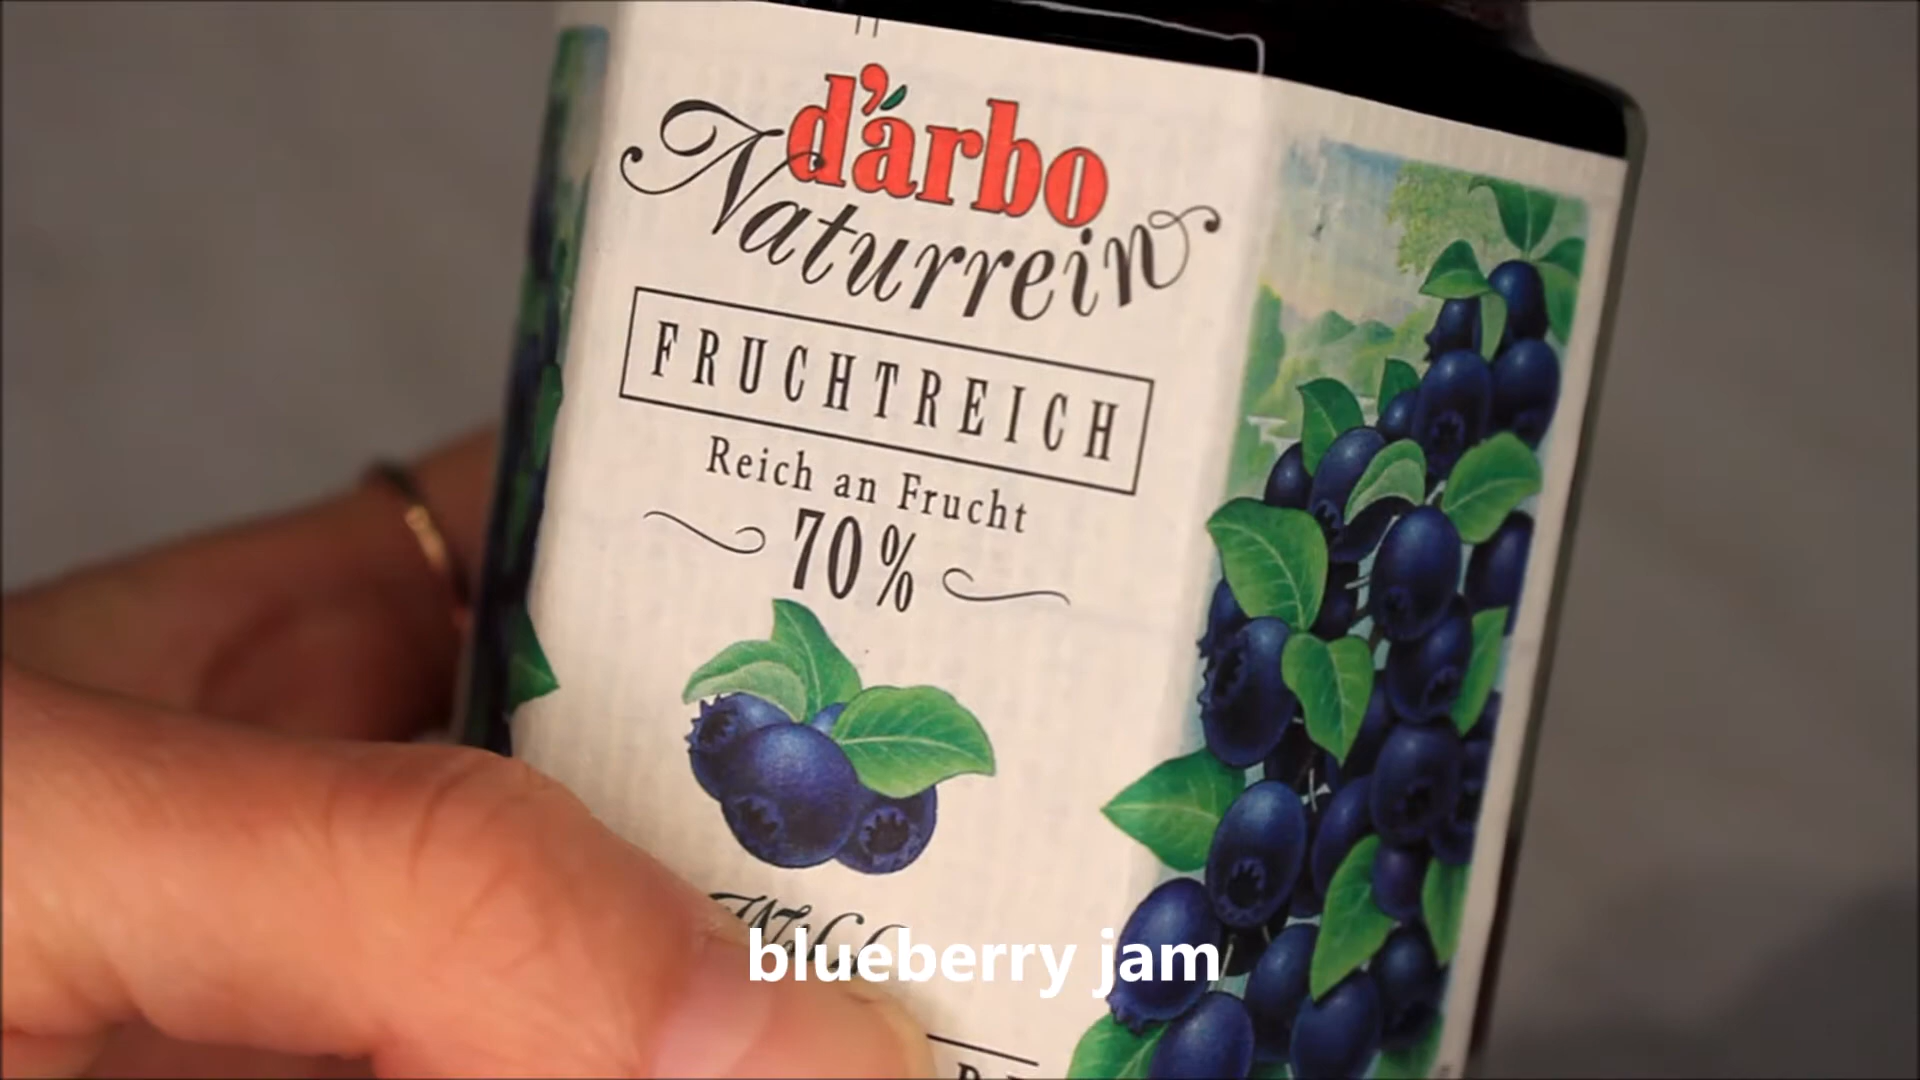 d'arbo
Naturrein
FRUCHTREICH
Reich an Frucht
70%
blueberry jam